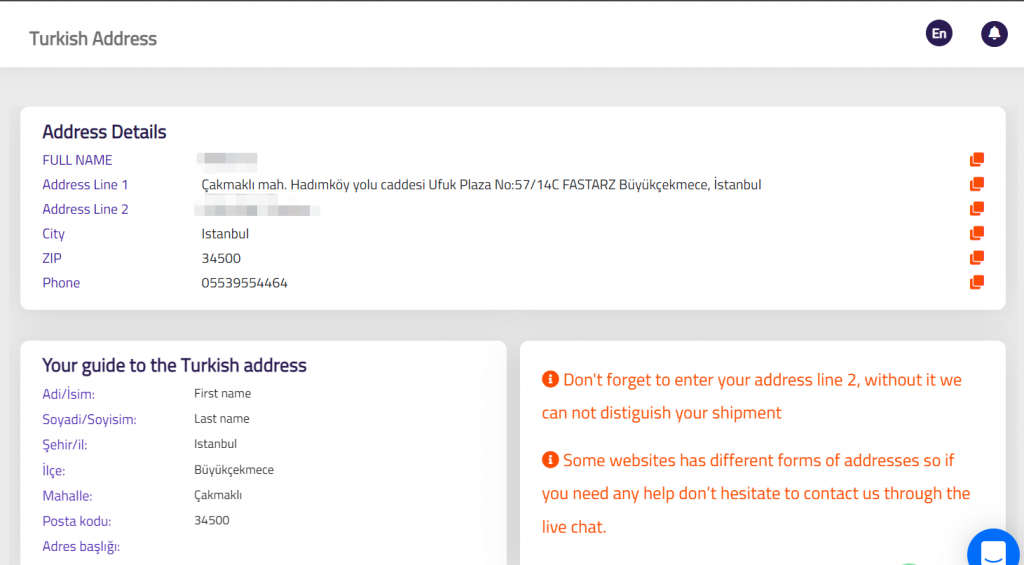 Turkish Address
En
Address Details
FULL NAME
Address Line 1 Çakmaklı mah. Hadımköy yolu caddesi Ufuk Plaza No:57/14C FASTARZ Büyükçekmece, İstanbul
Address Line 2
City Istanbul
ZIP 34500
Phone 05539554464
Your guide to the Turkish address
Adi/İsim: First name
Soyadi/Soyisim: Last name
Şehir/il: Istanbul
İlçe: Büyükçekmece
Mahalle: Çakmaklı
Posta kodu: 34500
Adres başlığı:
Don't forget to enter your address line 2, without it we
can not distiguish your shipment
Some websites has different forms of addresses so if
you need any help don't hesitate to contact us through the
live chat.